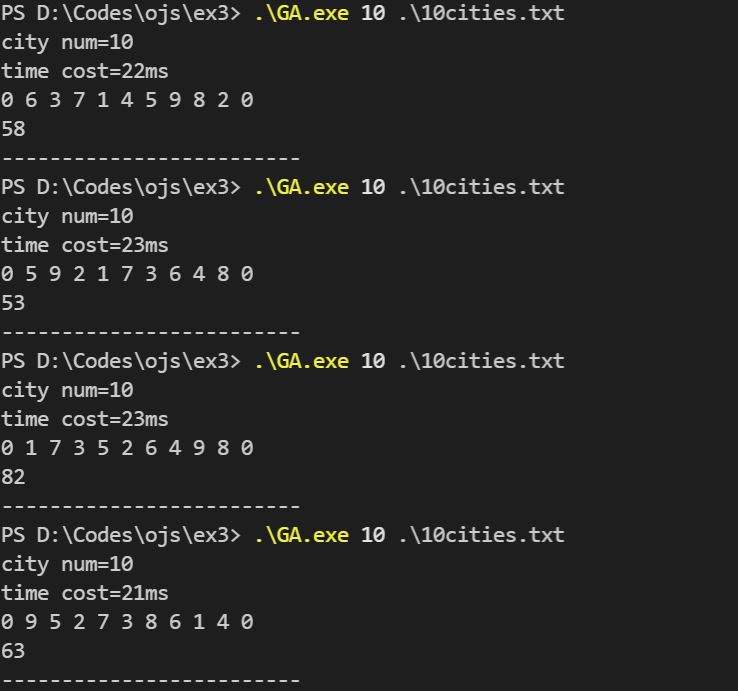 PS D:\Codes\ojs\ex3> .\GA.exe 10 .\10cities.txt
city num=10
time cost=22ms
0 6 3 7 1 4 5 9 8 2 0
58
-------------------------
PS D:\Codes\ojs\ex3> .\GA.exe 10 .\10cities.txt
city num=10
time cost=23ms
0 5 9 2 1 7 3 6 4 8 0
53
-------------------------
PS D:\Codes\ojs\ex3> .\GA.exe 10 .\10cities.txt
city num=10
time cost=23ms
0 1 7 3 5 2 6 4 9 8 0
82
-------------------------
PS D:\Codes\ojs\ex3> .\GA.exe 10 .\10cities.txt
city num=10
time cost=21ms
0 9 5 2 7 3 8 6 1 4 0
63
-------------------------